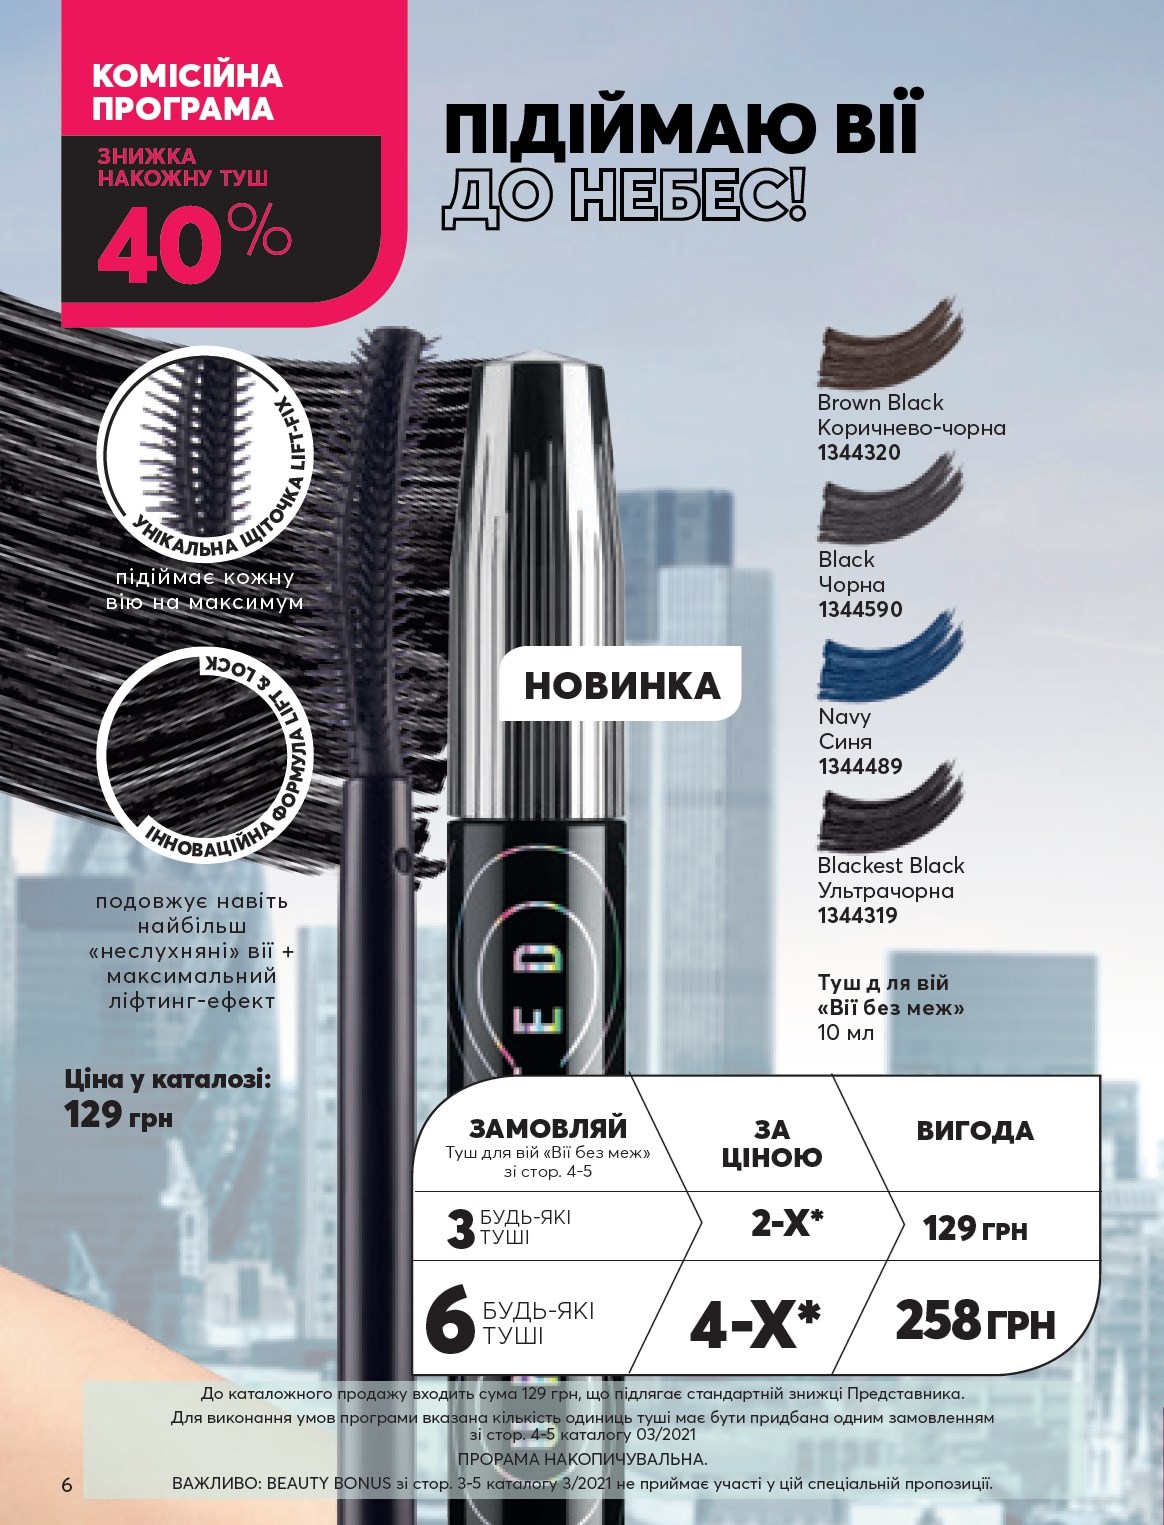 КОМІСІЙНА
ПРОГРАМА
ЗНИЖКА
НАКОЖНУ ТУШ
40%
ПІДІЙМАЮ ВІЇ
ДО НЕБЕС!
УНІКАЛЬНА ЩІТОЧКА LIFT-FIX
підіймає кожну
вію на максимум
ІННОВАЦІЙНА ФОРМУЛА LIFT & LOCK
подовжує навіть
найбільш
«неслухняні» вії +
максимальний
ліфтинг-ефект
НОВИНКА
Brown Black
Коричнево-чорна
1344320
Black
Чорна
1344590
Navy
Синя
1344489
Blackest Black
Ультрачорна
1344319
Туш д ля вій
«Вії без меж»
10 мл
Ціна у каталозі:
129 грн
E D
ЗАМОВЛЯЙ
Туш для вій «Вії без меж»
зі стор. 4-5
ЗА
ЦІНОЮ
ВИГОДА
3 БУДЬ-ЯКІ
ТУШІ
2-X*
129 ГРН
6 БУДЬ-ЯКІ
ТУШІ
4-X*
258 ГРН
До каталожного продажу входить сума 129 грн, що підлягає стандартній знижці Представника.
Для виконання умов програми вказана кількість одиниць туші має бути придбана одним замовленням
зі стор. 4-5 каталогу 03/2021
ПРОРАМА НАКОПИЧУВАЛЬНА.
ВАЖЛИВО: BEAUTY BONUS зі стор. 3-5 каталогу 3/2021 не приймає участі у цій спеціальній пропозиції.
6